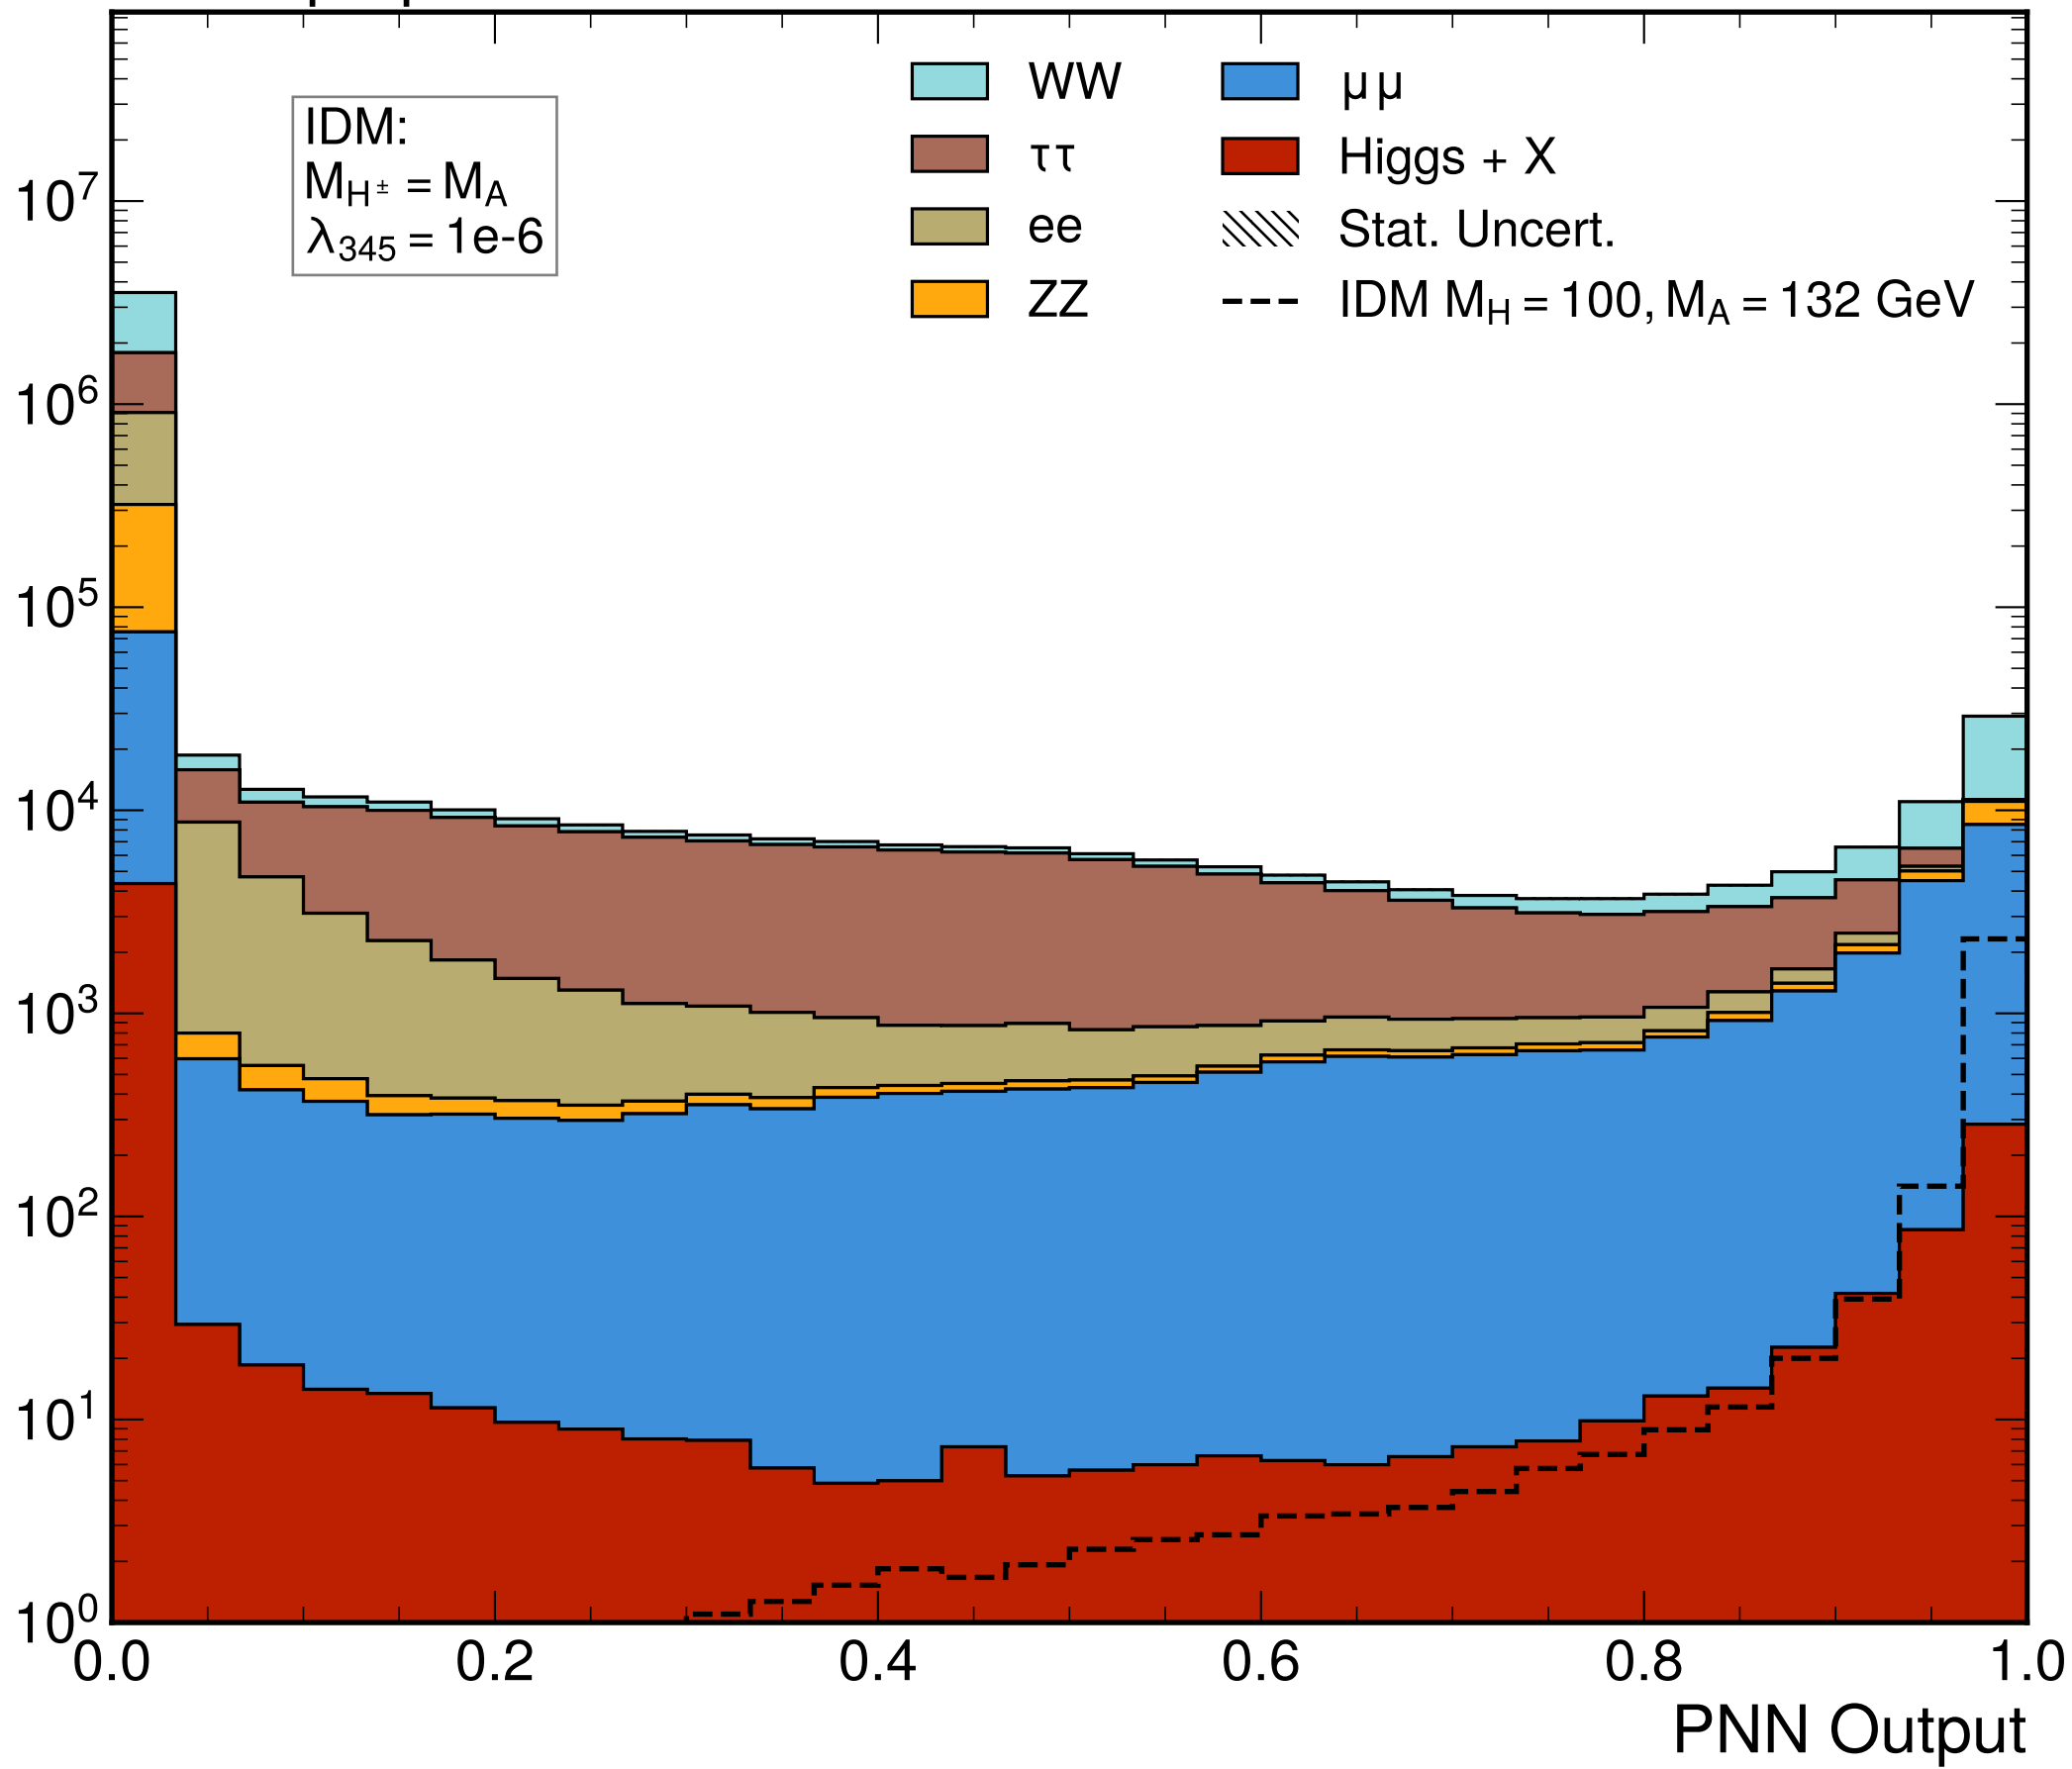 IDM:
M_H± = M_A
λ_345 = 1e-6
WW
ττ
ee
ZZ
μμ
Higgs + X
Stat. Uncert.
IDM M_H = 100, M_A = 132 GeV
10^7
10^6
10^5
10^4
10^3
10^2
10^1
10^0
0.0 0.2 0.4 0.6 0.8 1.0
PNN Output